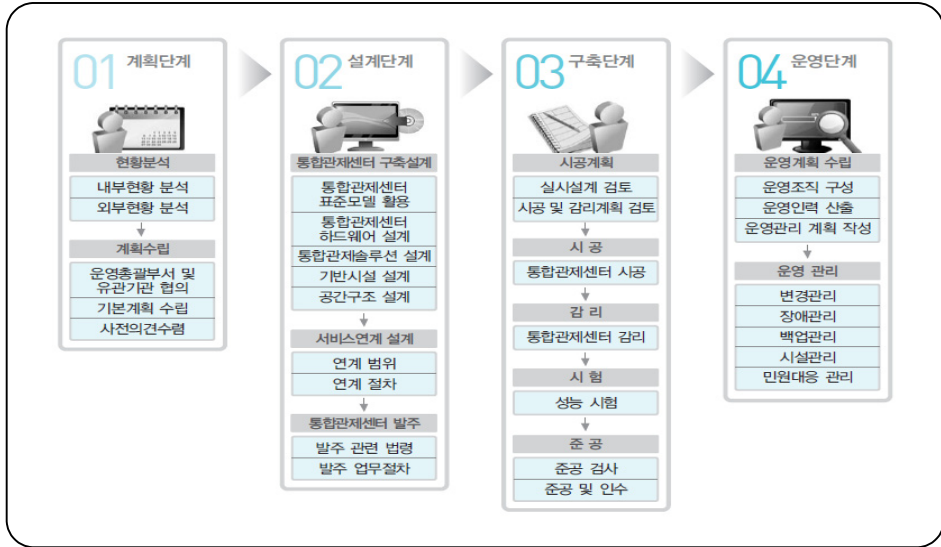 01 계획단계
현황분석
내부현황 분석
외부현황 분석
계획수립
운영총괄부서 및
유관기관 협의
기본계획 수립
사전의견수렴
02 설계단계
통합관제센터 구축설계
통합관제센터
표준모델 활용
통합관제센터
하드웨어 설계
통합관제솔루션 설계
기반시설 설계
공간구조 설계
서비스연계 설계
연계 범위
연계 절차
통합관제센터 발주
발주 관련 법령
발주 업무절차
03 구축단계
시공계획
실시설계 검토
시공 및 감리계획 검토
시 공
통합관제센터 시공
감 리
통합관제센터 감리
시 험
성능 시험
준 공
준공 검사
준공 및 인수
04 운영단계
운영계획 수립
운영조직 구성
운영인력 산출
운영관리 계획 작성
운영 관리
변경관리
장애관리
백업관리
시설관리
민원대응 관리